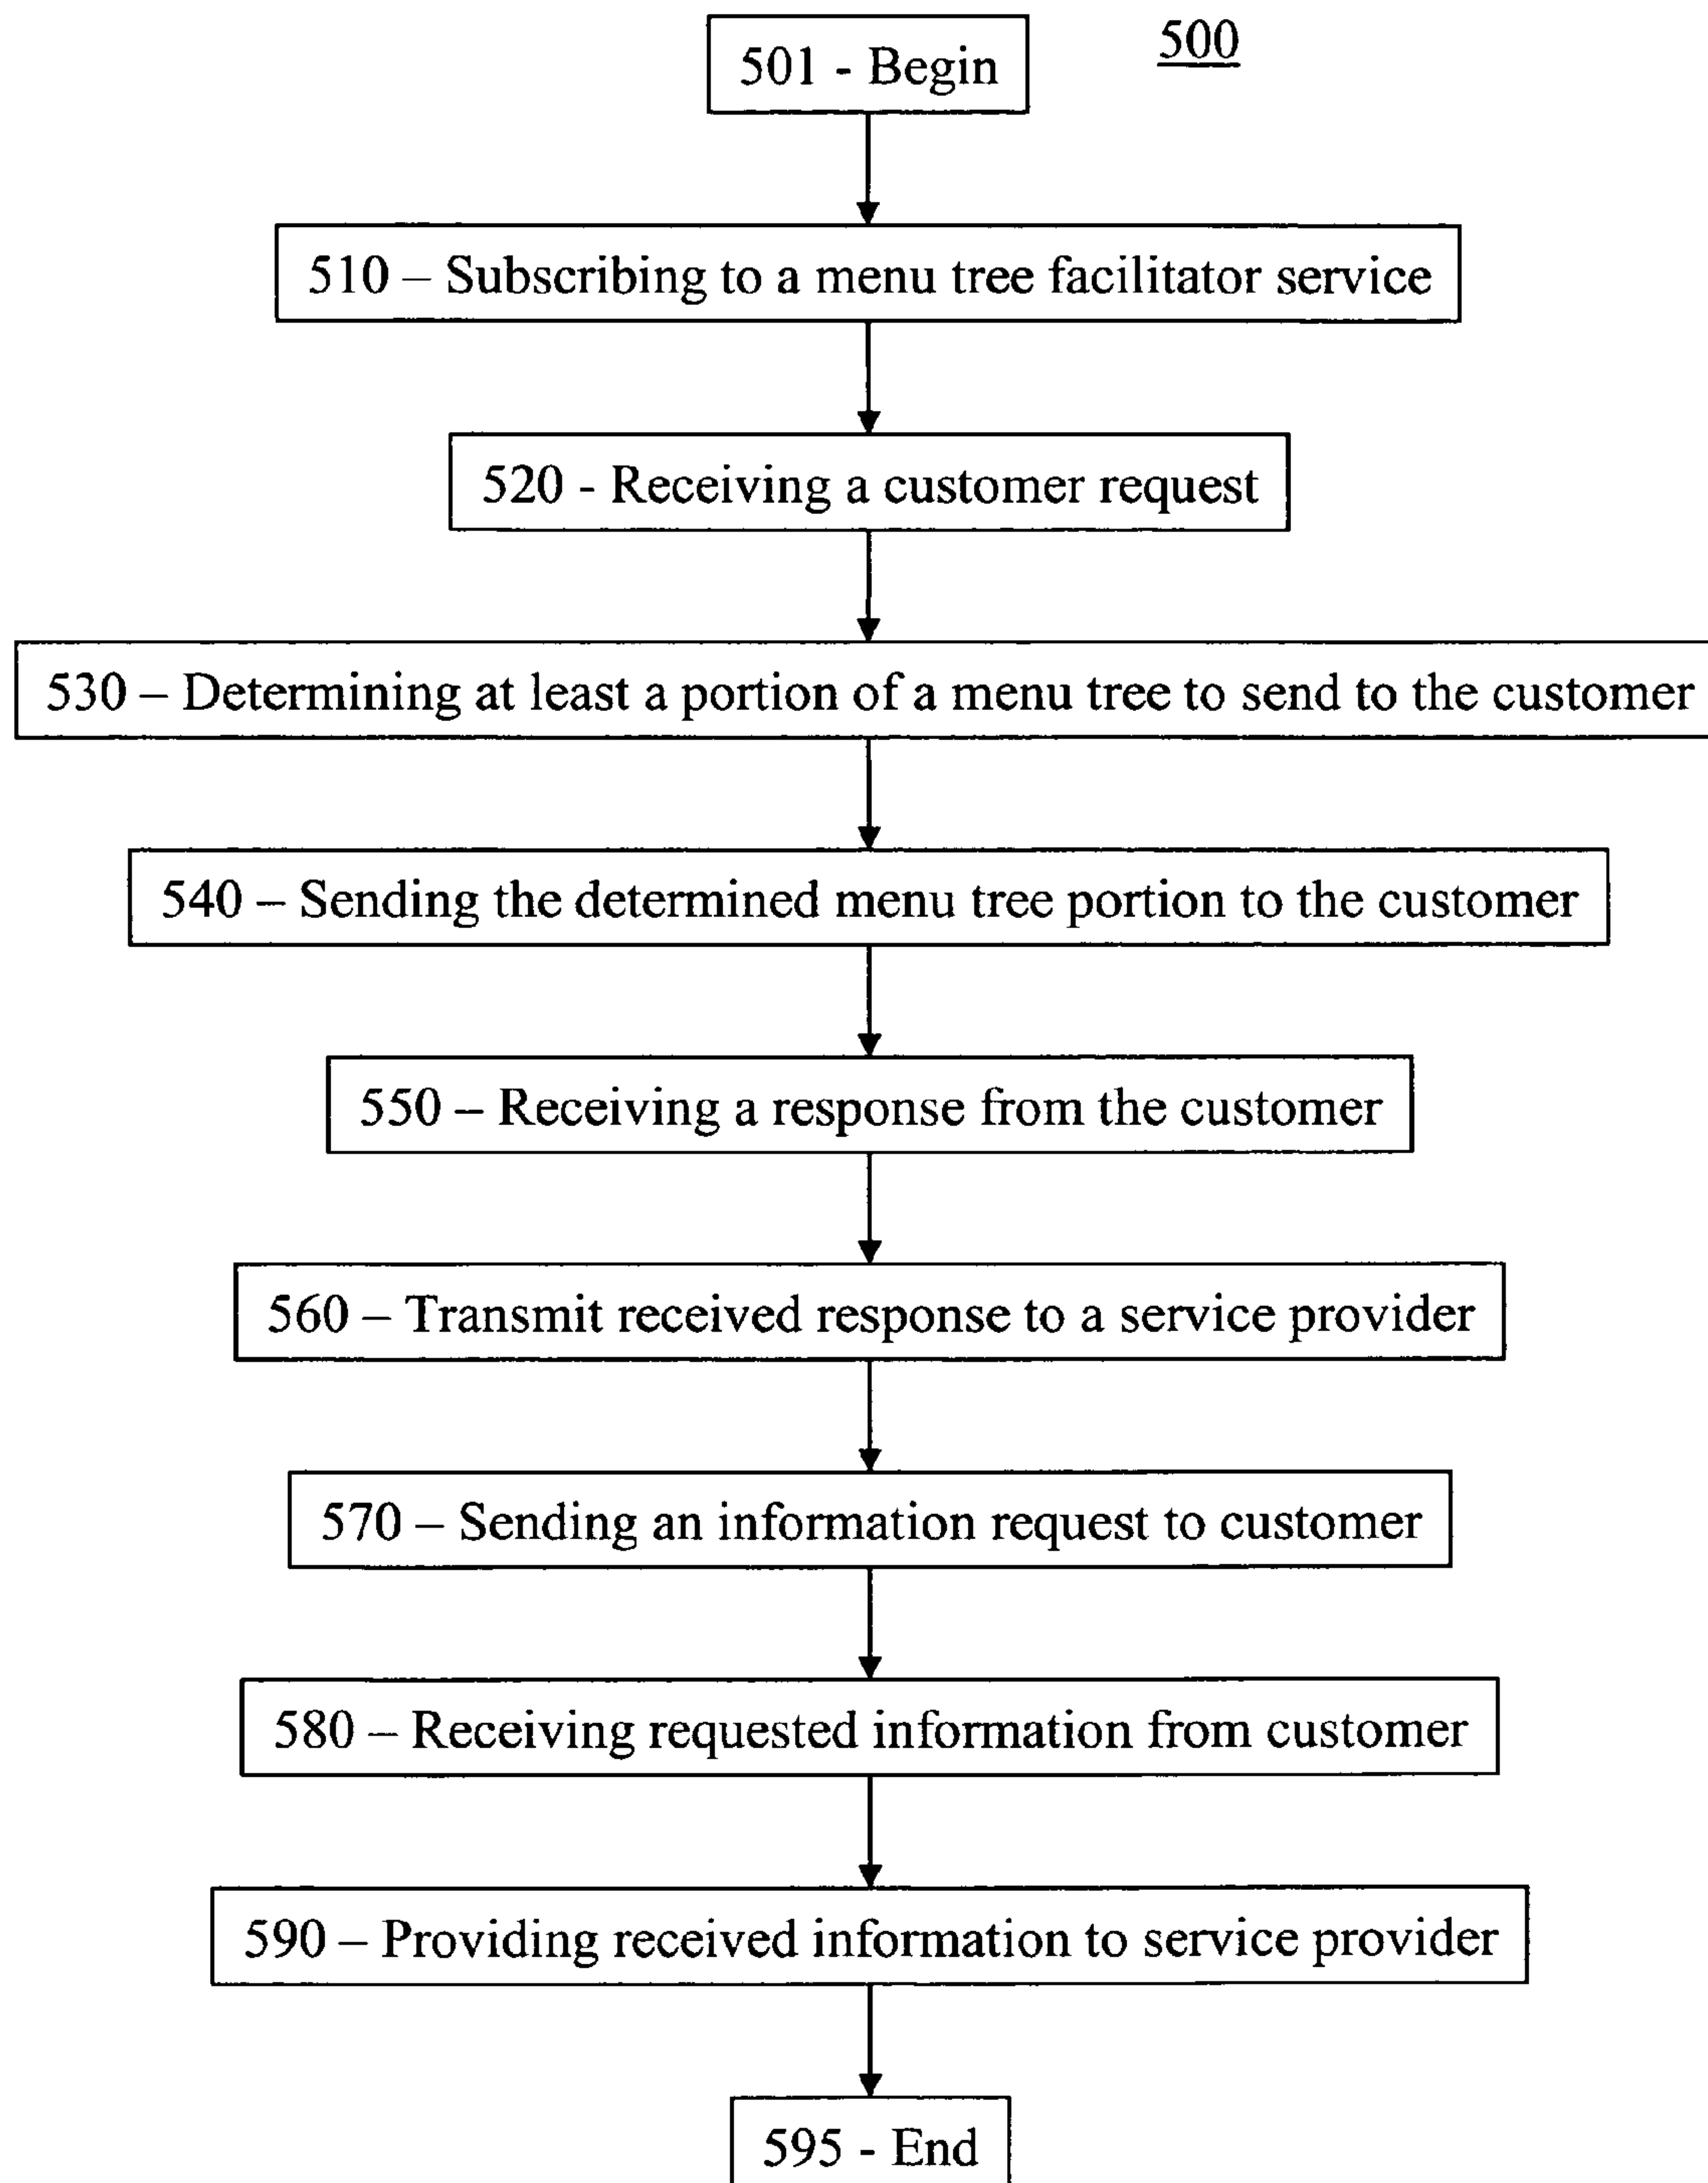 501 - Begin
500
510 – Subscribing to a menu tree facilitator service
520 - Receiving a customer request
530 – Determining at least a portion of a menu tree to send to the customer
540 – Sending the determined menu tree portion to the customer
550 – Receiving a response from the customer
560 – Transmit received response to a service provider
570 – Sending an information request to customer
580 – Receiving requested information from customer
590 – Providing received information to service provider
595 - End